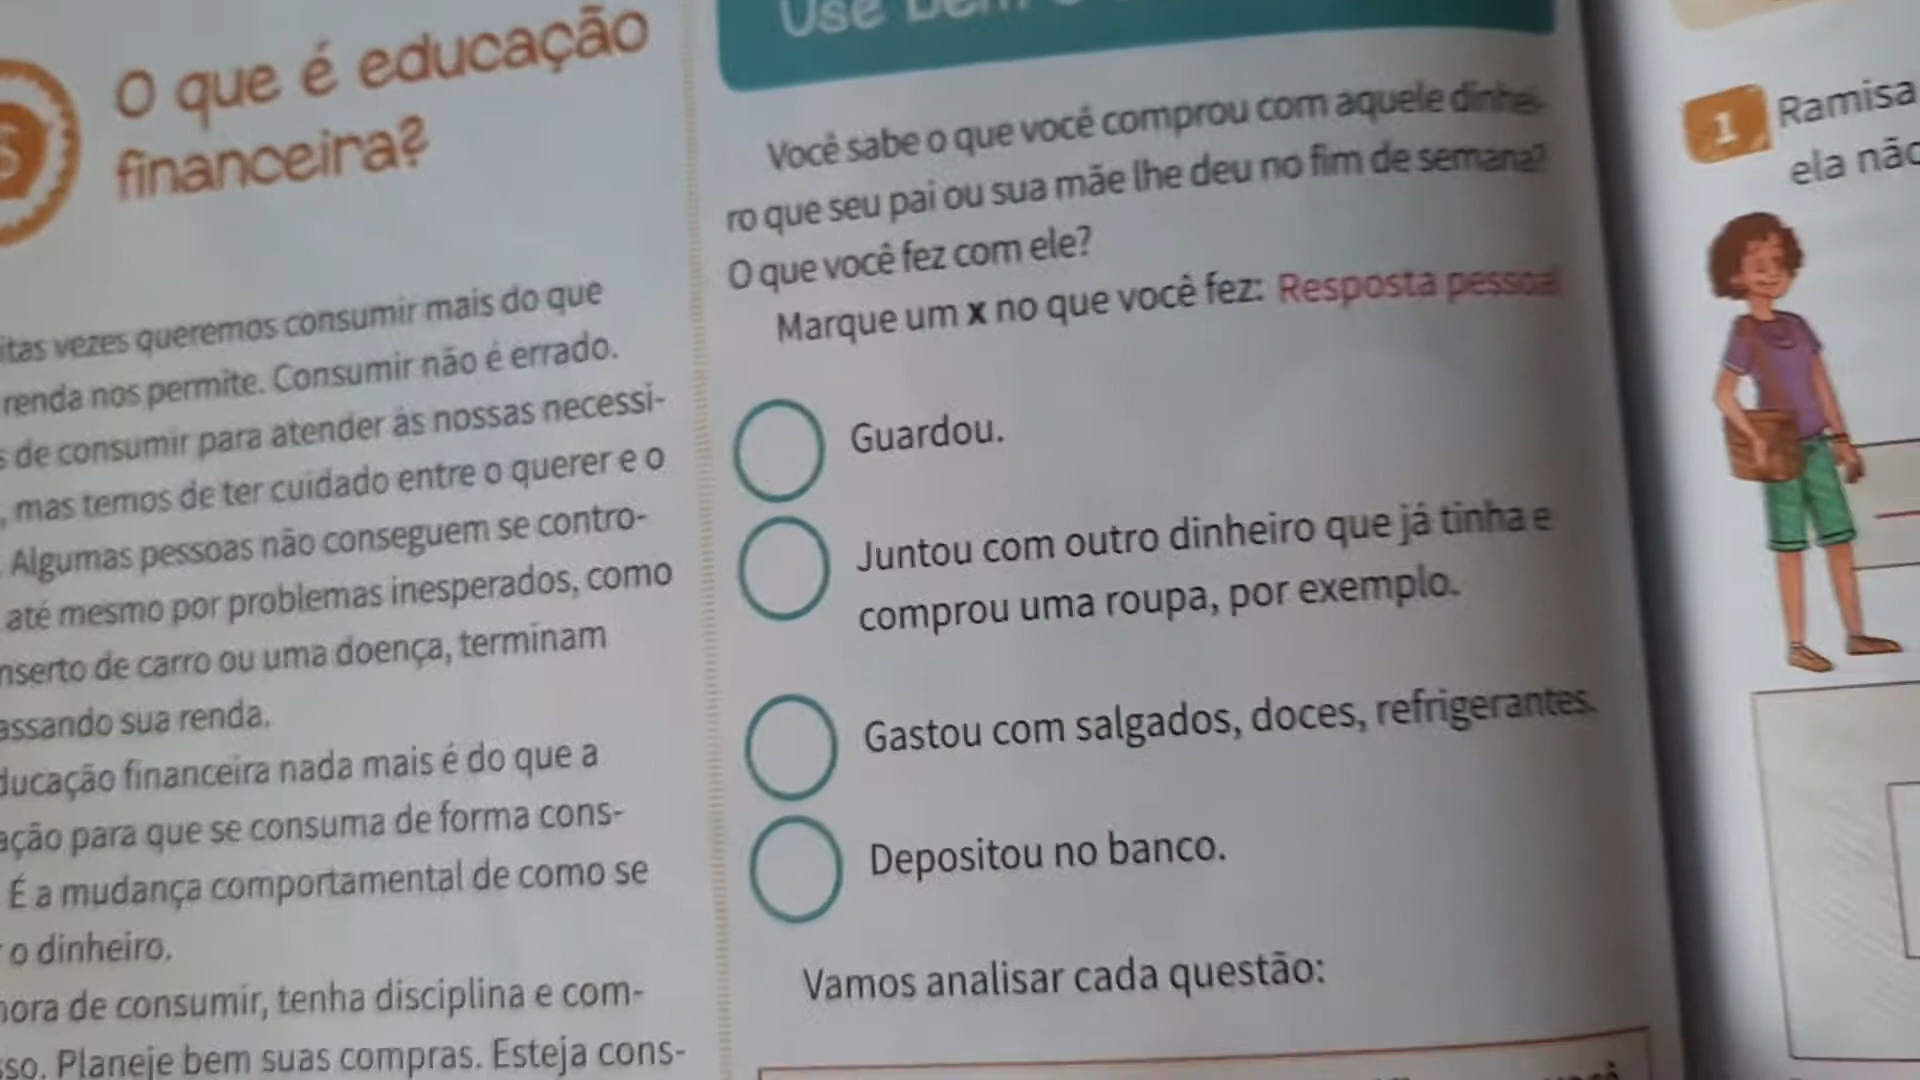 $
O que é educação
financeira?
vezes queremos consumir mais do que
renda nos permite. Consumir não é errado.
de consumir para atender às nossas necessi-
, mas temos de ter cuidado entre o querer e o
Algumas pessoas não conseguem se contro-
até mesmo por problemas inesperados, como
de carro ou uma doença, terminam
sua renda.
financeira nada mais é do que a
para que se consuma de forma cons-
É a mudança comportamental de como se
o dinheiro.
de consumir, tenha disciplina e com-
Planeje bem suas compras. Esteja cons-
Use
Você sabe o que você comprou com aquele dinhei-
ro que seu pai ou sua mãe lhe deu no fim de semana?
O que você fez com ele?
Marque um x no que você fez: Resposta pessoal
Guardou.
Juntou com outro dinheiro que já tinha e
comprou uma roupa, por exemplo.
Gastou com salgados, doces, refrigerantes.
Depositou no banco.
Vamos analisar cada questão:
1 Ramisa
ela não